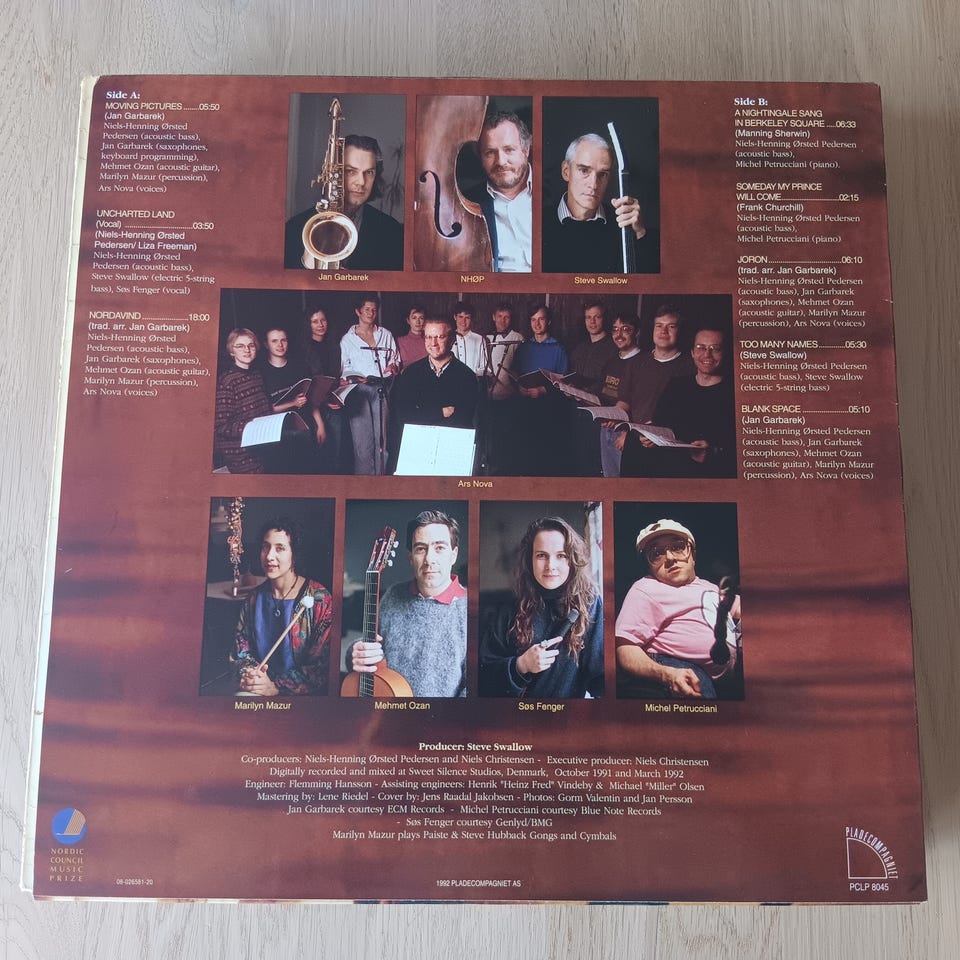 Side A:
MOVING PICTURES ........05:50
(Jan Garbarek)
Niels-Henning Ørsted
Pedersen (acoustic bass),
Jan Garbarek (saxophones,
keyboard programming),
Mehmet Ozan (acoustic guitar),
Marilyn Mazur (percussion),
Ars Nova (voices)
UNCHARTED LAND
(Vocal) ................................03:50
(Niels-Henning Ørsted
Pedersen/ Liza Freeman)
Niels-Henning Ørsted
Pedersen (acoustic bass),
Steve Swallow (electric 5-string
bass), Søs Fenger (vocal)
NORDAVIND ......................18:00
(trad. arr. Jan Garbarek)
Niels-Henning Ørsted
Pedersen (acoustic bass),
Jan Garbarek (saxophones),
Mehmet Ozan (acoustic guitar),
Marilyn Mazur (percussion),
Ars Nova (voices)
Jan Garbarek
NHØP
Steve Swallow
Ars Nova
Marilyn Mazur
Mehmet Ozan
Søs Fenger
Michel Petrucciani
Side B:
A NIGHTINGALE SANG
IN BERKELEY SQUARE ....06:33
(Manning Sherwin)
Niels-Henning Ørsted Pedersen
(acoustic bass),
Michel Petrucciani (piano).
SOMEDAY MY PRINCE
WILL COME......................02:15
(Frank Churchill)
Niels-Henning Ørsted Pedersen
(acoustic bass),
Michel Petrucciani (piano)
JORON ...............................06:10
(trad. arr. Jan Garbarek)
Niels-Henning Ørsted Pedersen
(acoustic bass), Jan Garbarek
(saxophones), Mehmet Ozan
(acoustic guitar), Marilyn Mazur
(percussion), Ars Nova (voices)
TOO MANY NAMES...........05:30
(Steve Swallow)
Niels-Henning Ørsted Pedersen
(acoustic bass), Steve Swallow
(electric 5-string bass)
BLANK SPACE ....................05:10
(Jan Garbarek)
Niels-Henning Ørsted Pedersen
(acoustic bass), Jan Garbarek
(saxophones), Mehmet Ozan
(acoustic guitar), Marilyn Mazur
(percussion), Ars Nova (voices)
Producer: Steve Swallow
Co-producers: Niels-Henning Ørsted Pedersen and Niels Christensen - Executive producer: Niels Christensen
Digitally recorded and mixed at Sweet Silence Studios, Denmark, October 1991 and March 1992
Engineer: Flemming Hansson - Assisting engineers: Henrik "Heinz Fred" Vindeby & Michael "Miller" Olsen
Mastering by: Lene Riedel - Cover by: Jens Raadal Jakobsen - Photos: Gorm Valentin and Jan Persson
Jan Garbarek courtesy ECM Records - Michel Petrucciani courtesy Blue Note Records
- Søs Fenger courtesy Genlyd/BMG
Marilyn Mazur plays Paiste & Steve Hubback Gongs and Cymbals
NORDIC
COUNCIL
MUSIC
PRIZE
08-026581-20
1992 PLADECOMPAGNIET AS
PLADECOMPAGNIET
PCLP 8045